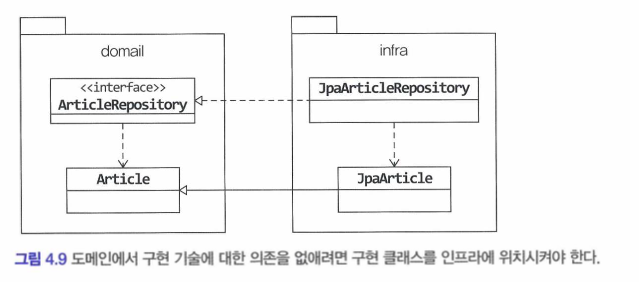 domail
infra
<<interface>>
ArticleRepository
JpaArticleRepository
Article
JpaArticle
그림 4.9 도메인에서 구현 기술에 대한 의존을 없애려면 구현 클래스를 인프라에 위치시켜야 한다.